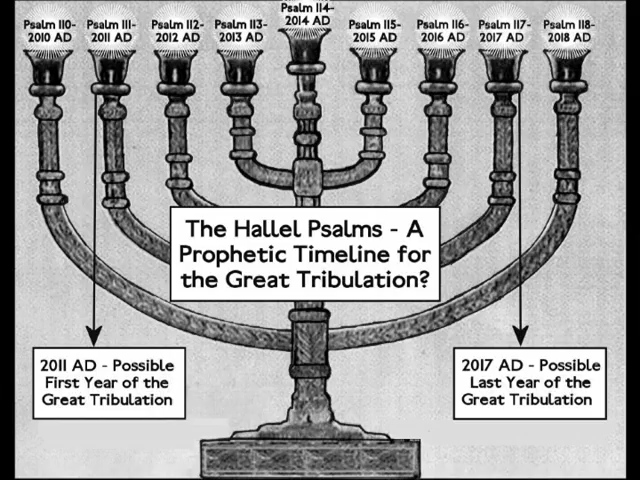 Psalm 110-
2010 AD
Psalm 111-
2011 AD
Psalm 112-
2012 AD
Psalm 113-
2013 AD
Psalm 114-
2014 AD
Psalm 115-
2015 AD
Psalm 116-
2016 AD
Psalm 117-
2017 AD
Psalm 118-
2018 AD
The Hallel Psalms - A
Prophetic Timeline for
the Great Tribulation?
2011 AD - Possible
First Year of the
Great Tribulation
2017 AD - Possible
Last Year of the
Great Tribulation